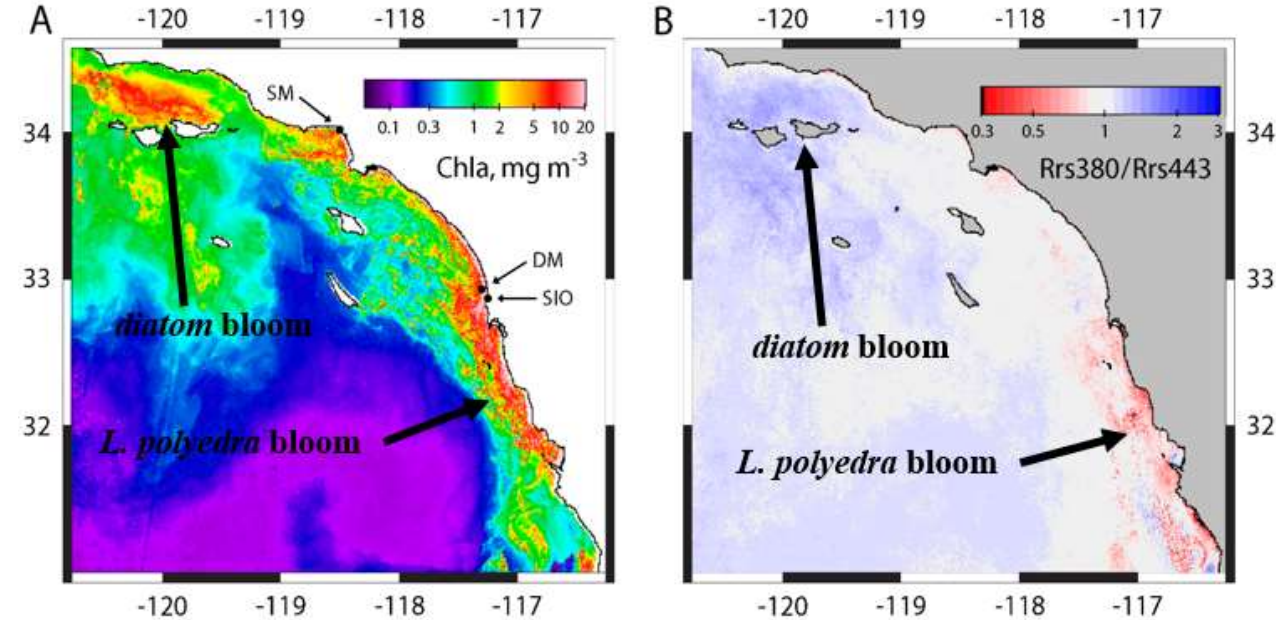 A
-120 -119 -118 -117
SM
0.1 0.3 1 2 5 10 20
34
Chla, mg m-3
33
DM
SIO
diatom bloom
32
L. polyedra bloom
-120 -119 -118 -117
B
-120 -119 -118 -117
0.3 0.5 1 2 3
34
Rrs380/Rrs443
33
diatom bloom
32
L. polyedra bloom
-120 -119 -118 -117